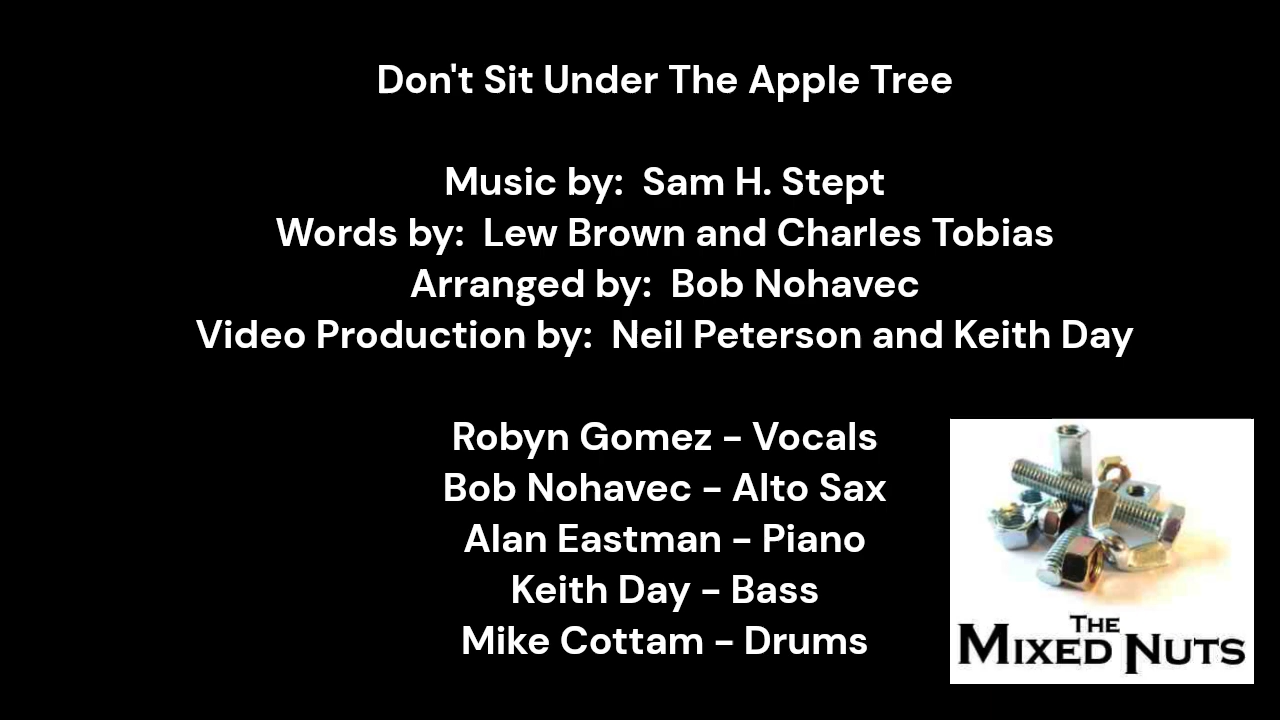 Don't Sit Under The Apple Tree
Music by:  Sam H. Stept
Words by:  Lew Brown and Charles Tobias
Arranged by:  Bob Nohavec
Video Production by:  Neil Peterson and Keith Day
Robyn Gomez - Vocals
Bob Nohavec - Alto Sax
Alan Eastman - Piano
Keith Day - Bass
Mike Cottam - Drums
THE
MIXED NUTS